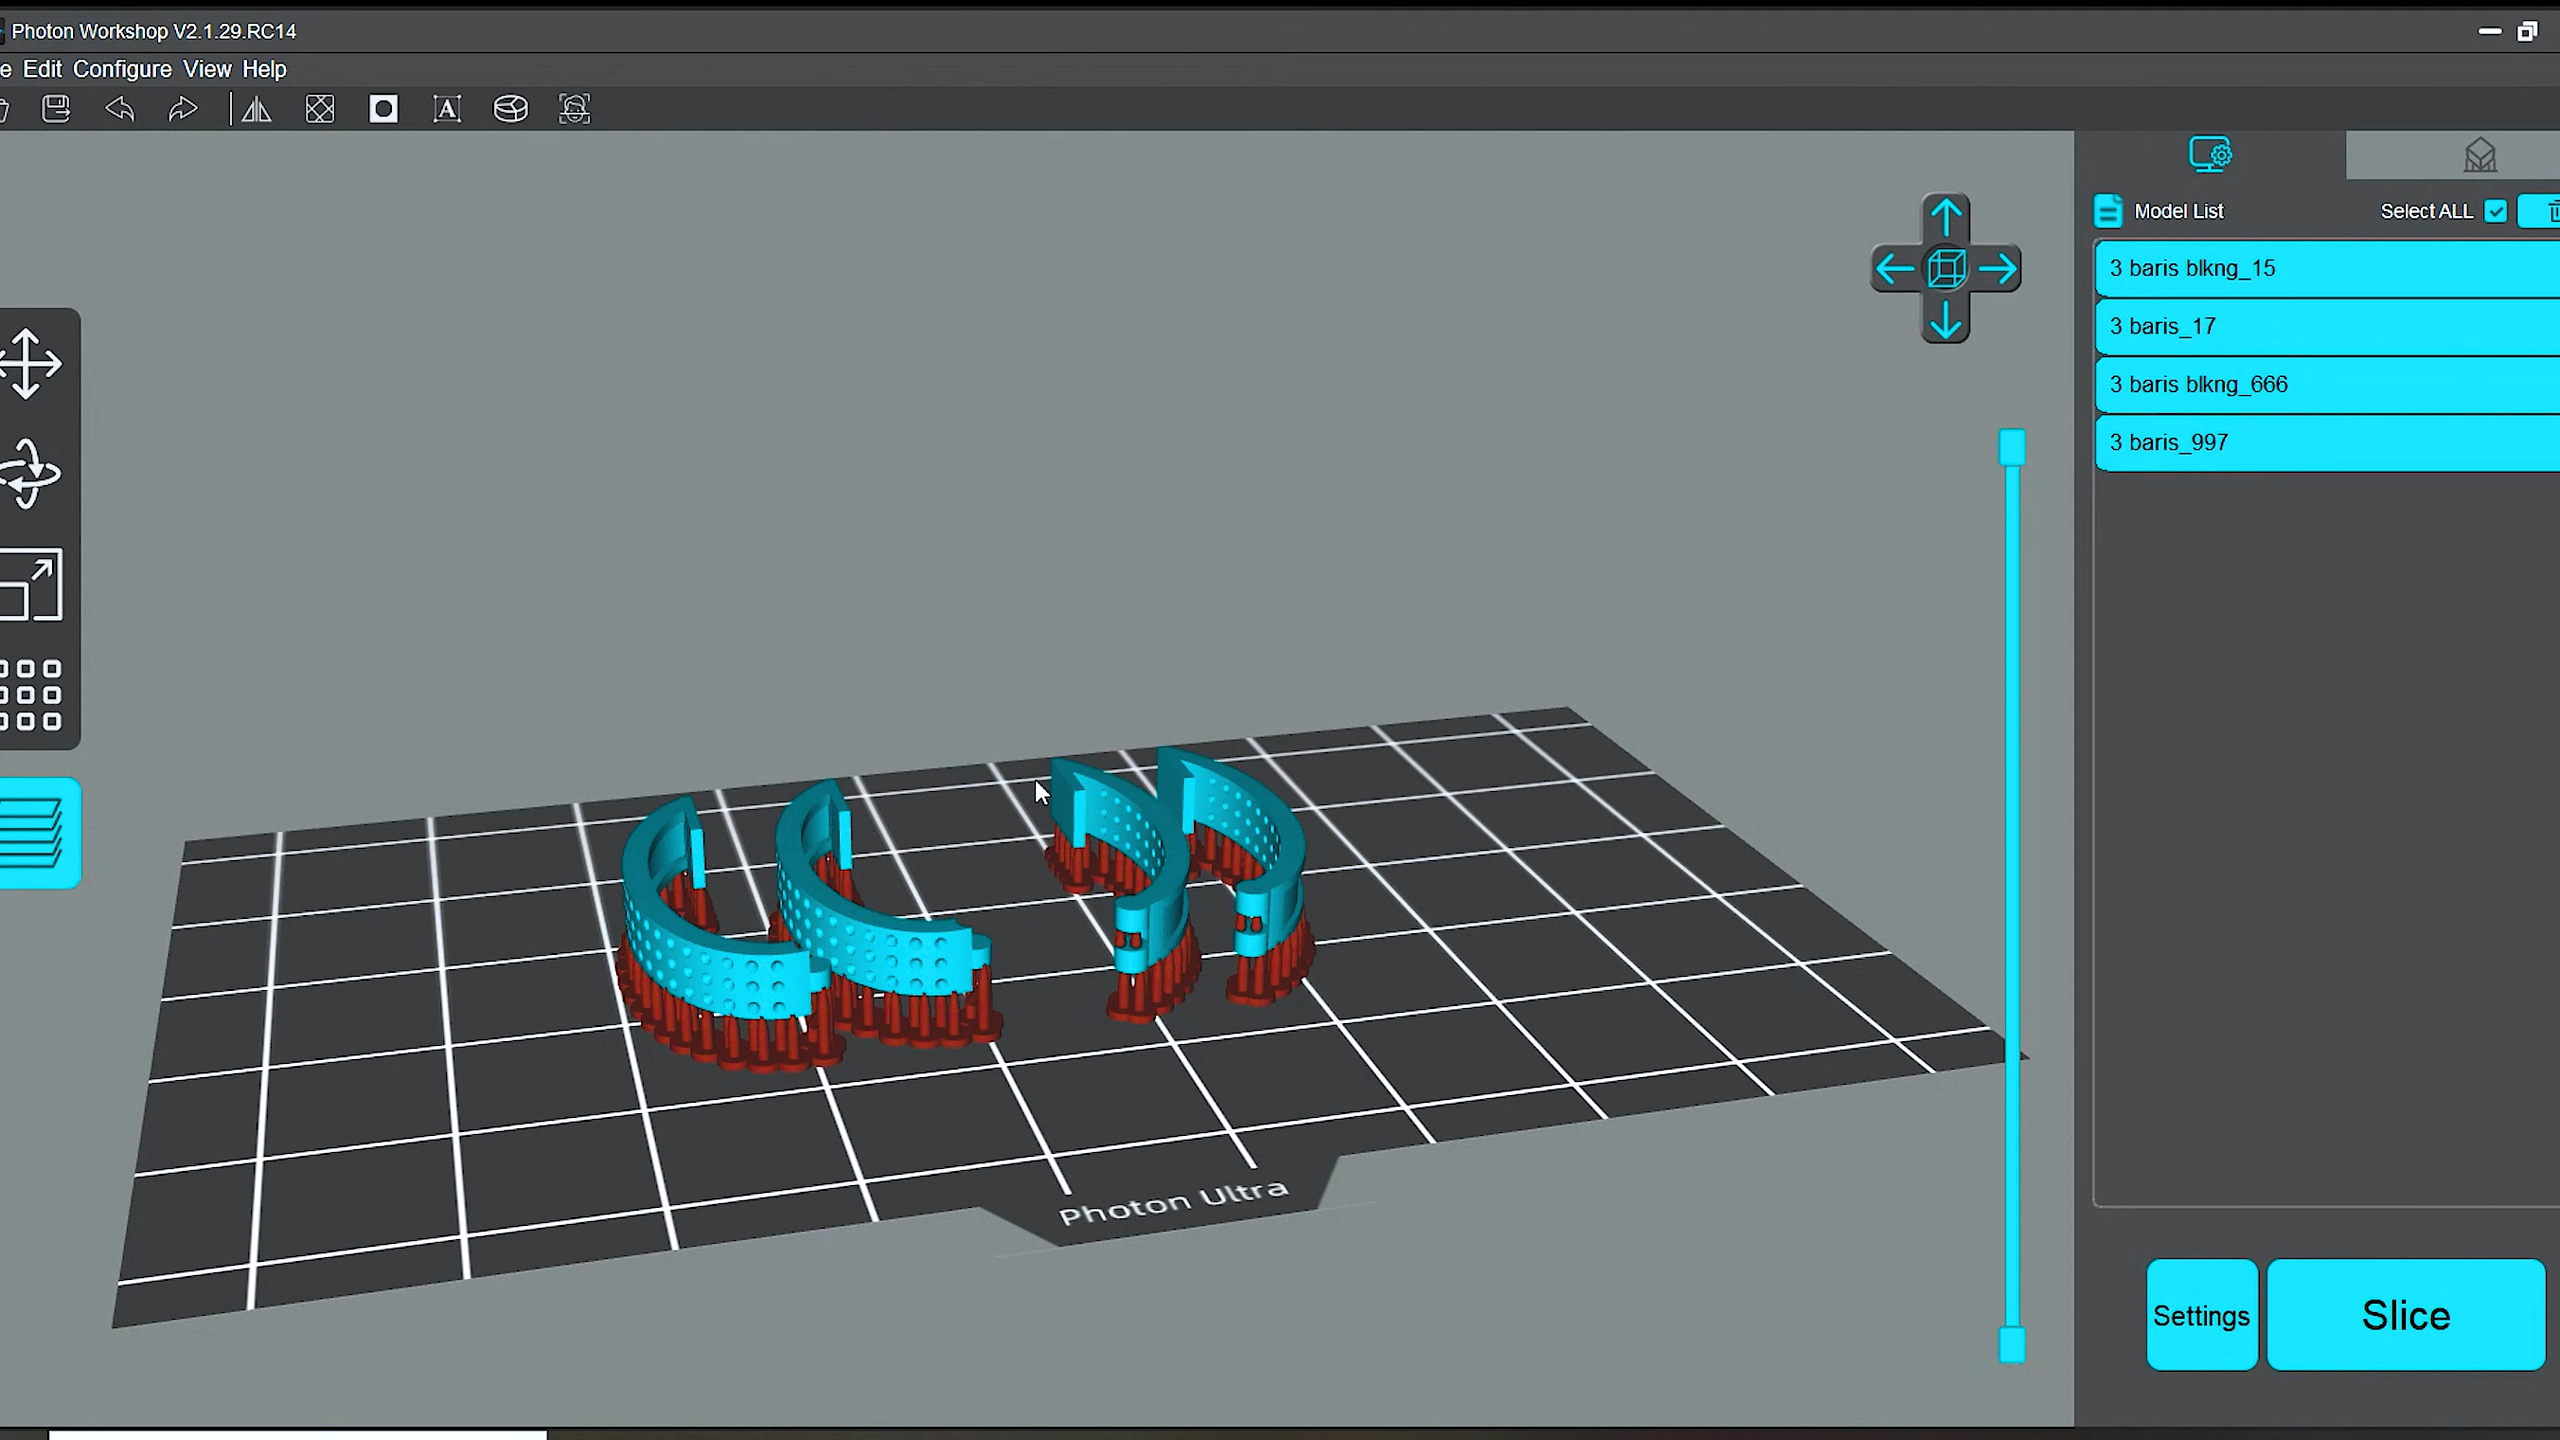 Photon Workshop V2.1.29.RC14
e Edit Configure View Help
A
Model List Select ALL
3 baris blkng_15
3 baris_17
3 baris blkng_666
3 baris_997
Photon Ultra
Settings Slice